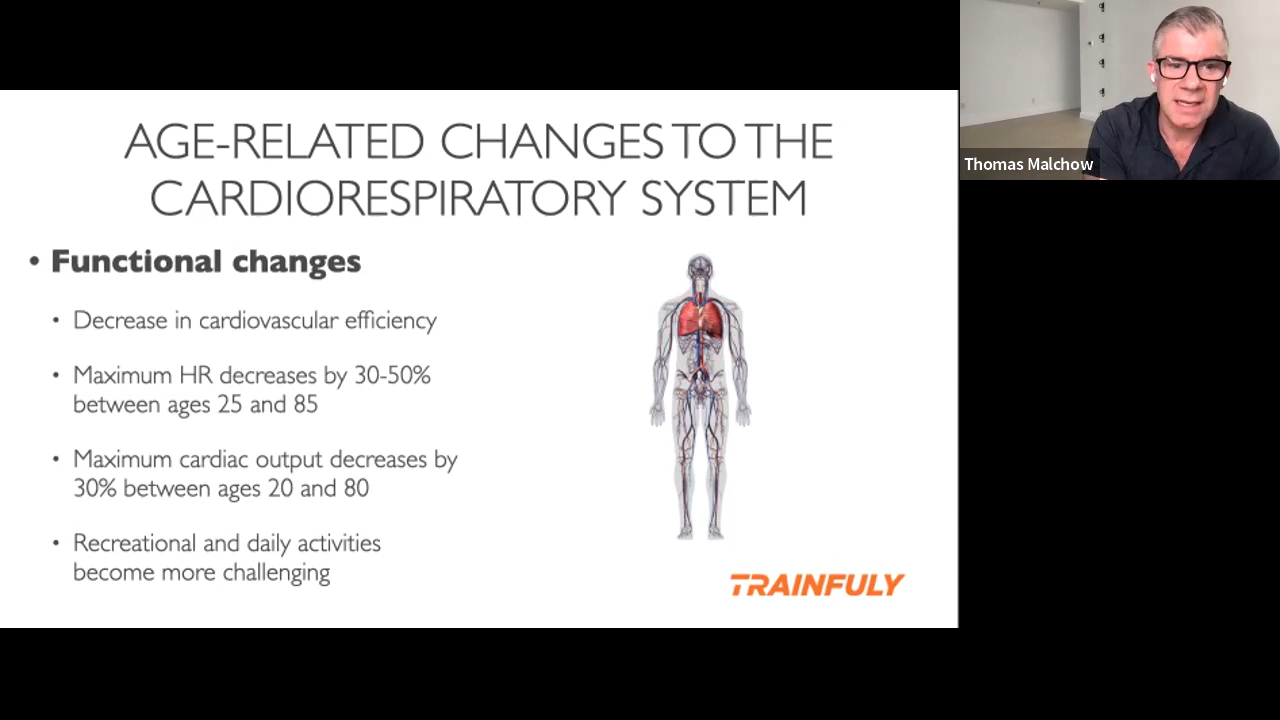 AGE-RELATED CHANGES TO THE
CARDIORESPIRATORY SYSTEM
• Functional changes
• Decrease in cardiovascular efficiency
• Maximum HR decreases by 30-50%
between ages 25 and 85
• Maximum cardiac output decreases by
30% between ages 20 and 80
• Recreational and daily activities
become more challenging
TRAINFULY
Thomas Malchow